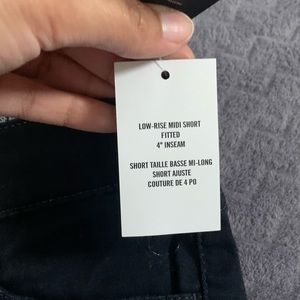 LOW-RISE MIDI SHORT
FITTED
4" INSEAM
SHORT TAILLE BASSE MI-LONG
SHORT AJUSTE
COUTURE DE 4 PO